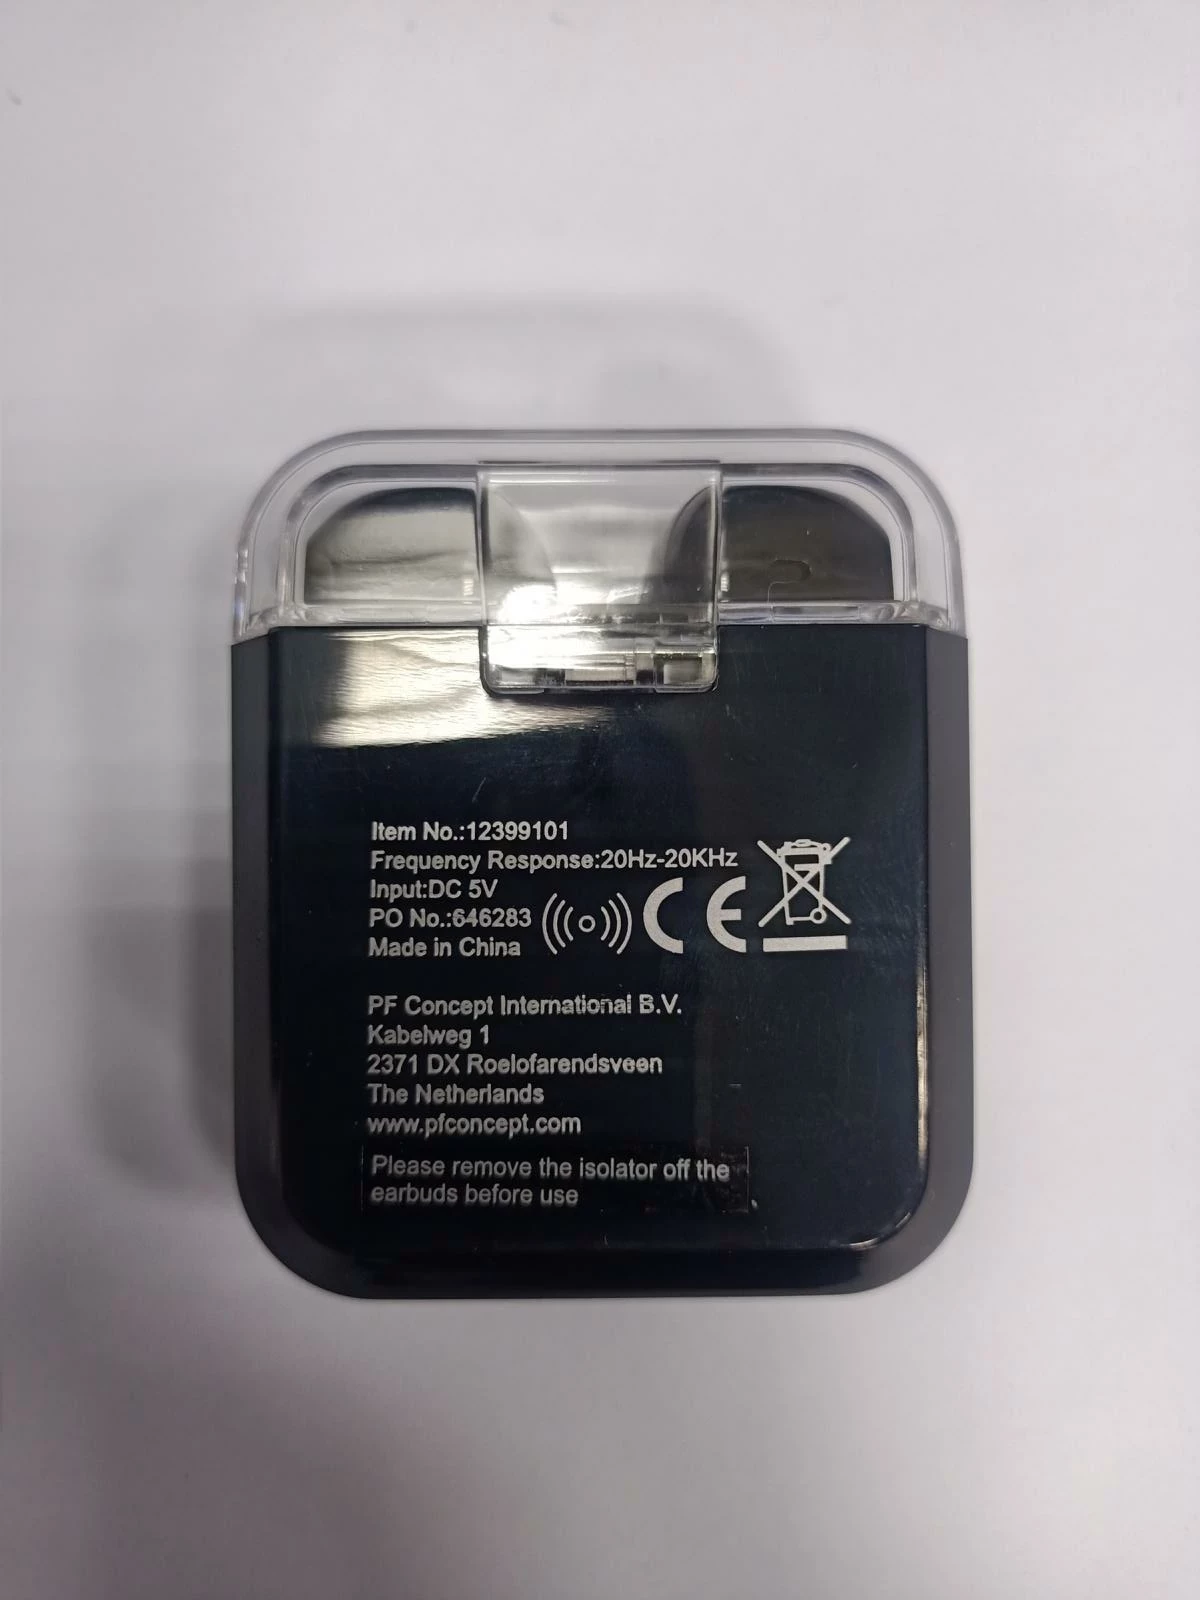 Item No.:12399101
Frequency Response:20Hz-20KHz
Input:DC 5V
PO No.:646283
Made in China
CE
PF Concept International B.V.
Kabelweg 1
2371 DX Roelofarendsveen
The Netherlands
www.pfconcept.com
Please remove the isolator off the
earbuds before use